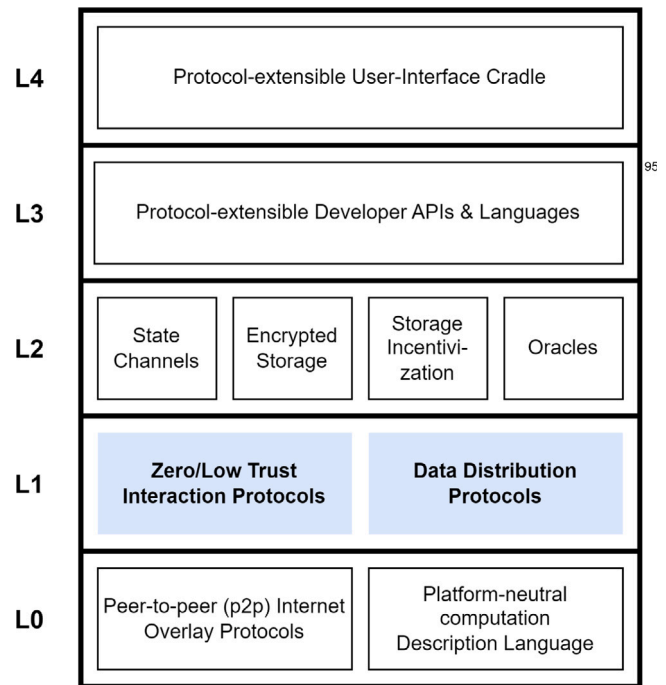 L4
Protocol-extensible User-Interface Cradle
95
L3
Protocol-extensible Developer APIs & Languages
L2
State
Channels
Encrypted
Storage
Storage
Incentivi-
zation
Oracles
L1
Zero/Low Trust
Interaction Protocols
Data Distribution
Protocols
L0
Peer-to-peer (p2p) Internet
Overlay Protocols
Platform-neutral
computation
Description Language